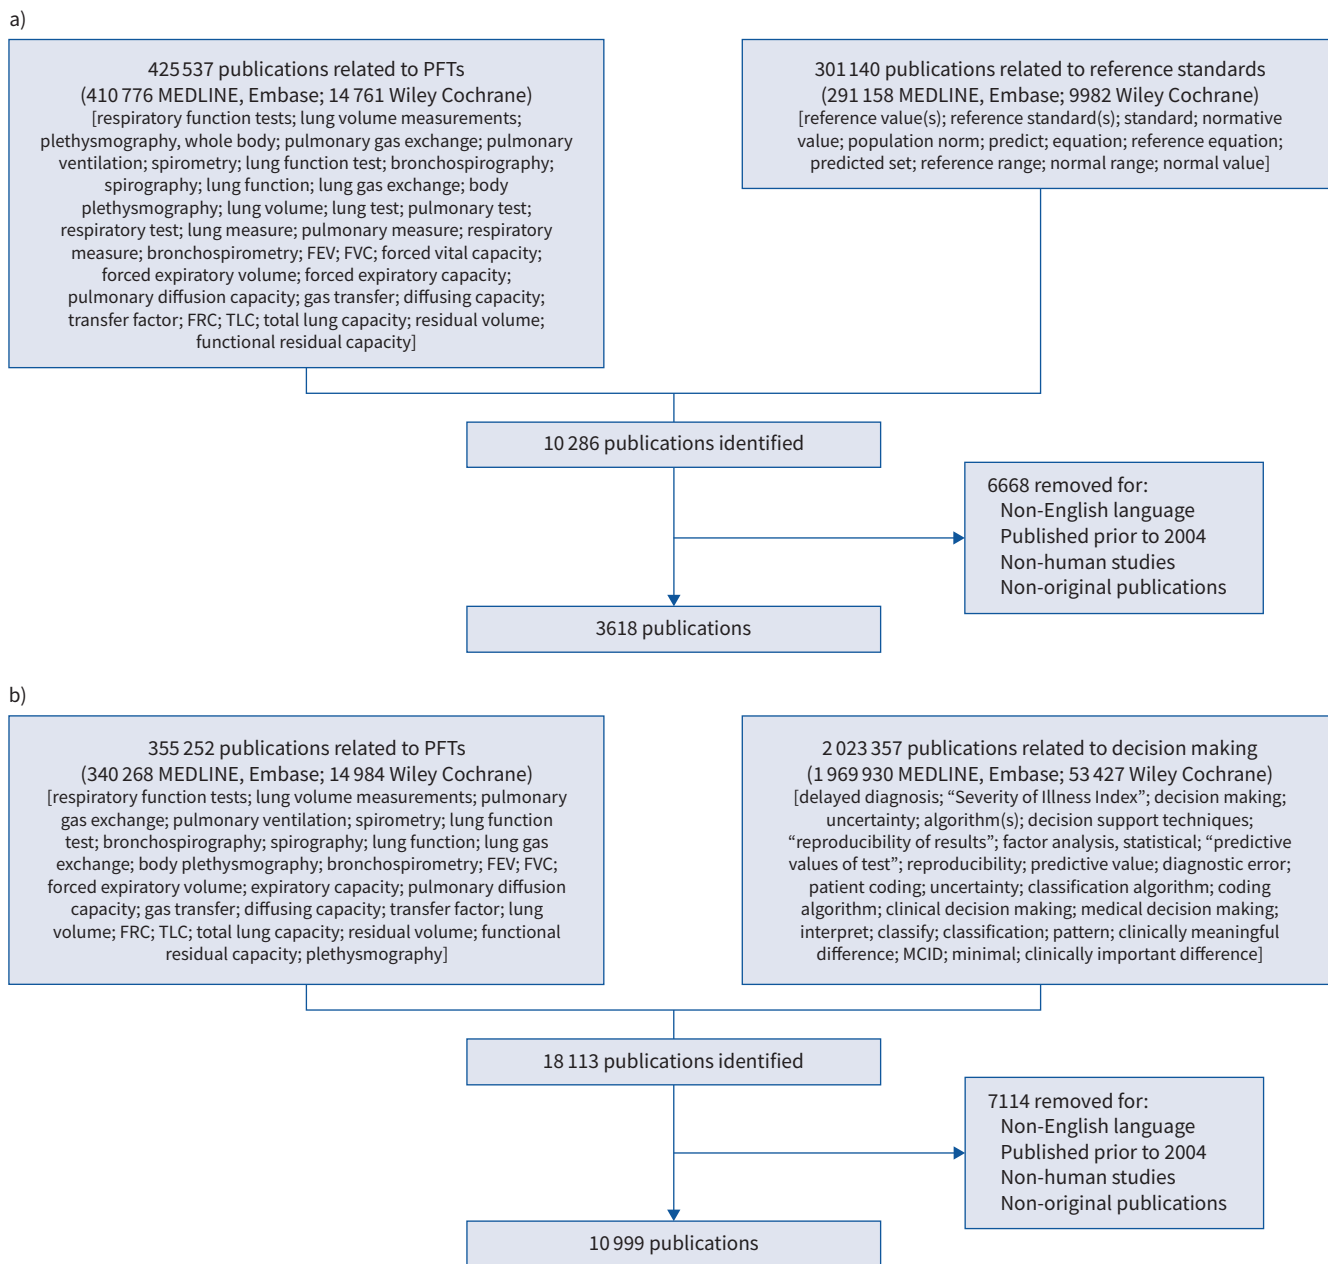 a)
425 537 publications related to PFTs
(410 776 MEDLINE, Embase; 14 761 Wiley Cochrane)
[respiratory function tests; lung volume measurements;
plethysmography, whole body; pulmonary gas exchange; pulmonary
ventilation; spirometry; lung function test; bronchospirography;
spirography; lung function; lung gas exchange; body
plethysmography; lung volume; lung test; pulmonary test;
respiratory test; lung measure; pulmonary measure; respiratory
measure; bronchospirometry; FEV; FVC; forced vital capacity;
forced expiratory volume; forced expiratory capacity;
pulmonary diffusion capacity; gas transfer; diffusing capacity;
transfer factor; FRC; TLC; total lung capacity; residual volume;
functional residual capacity]
301 140 publications related to reference standards
(291 158 MEDLINE, Embase; 9982 Wiley Cochrane)
[reference value(s); reference standard(s); standard; normative
value; population norm; predict; equation; reference equation;
predicted set; reference range; normal range; normal value]
10 286 publications identified
6668 removed for:
Non-English language
Published prior to 2004
Non-human studies
Non-original publications
3618 publications
b)
355 252 publications related to PFTs
(340 268 MEDLINE, Embase; 14 984 Wiley Cochrane)
[respiratory function tests; lung volume measurements; pulmonary
gas exchange; pulmonary ventilation; spirometry; lung function
test; bronchospirography; spirography; lung function; lung gas
exchange; body plethysmography; bronchospirometry; FEV; FVC;
forced expiratory volume; expiratory capacity; pulmonary diffusion
capacity; gas transfer; diffusing capacity; transfer factor; lung
volume; FRC; TLC; total lung capacity; residual volume; functional
residual capacity; plethysmography]
2 023 357 publications related to decision making
(1 969 930 MEDLINE, Embase; 53 427 Wiley Cochrane)
[delayed diagnosis; “Severity of Illness Index”; decision making;
uncertainty; algorithm(s); decision support techniques;
“reproducibility of results”; factor analysis, statistical; “predictive
values of test”; reproducibility; predictive value; diagnostic error;
patient coding; uncertainty; classification algorithm; coding
algorithm; clinical decision making; medical decision making;
interpret; classify; classification; pattern; clinically meaningful
difference; MCID; minimal; clinically important difference]
18 113 publications identified
7114 removed for:
Non-English language
Published prior to 2004
Non-human studies
Non-original publications
10 999 publications